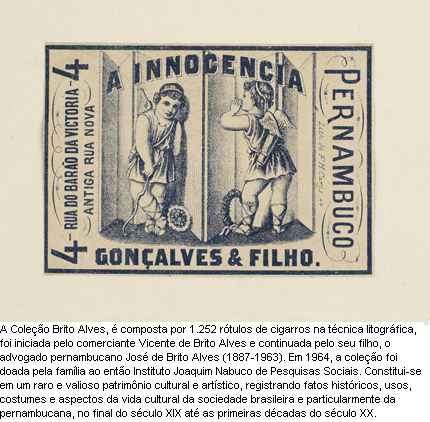 A INNOCENCIA
4 – RUA DO BARÃO DA VICTORIA – 4
ANTIGA RUA NOVA
PERNAMBUCO
GONÇALVES & FILHO.
A Coleção Brito Alves, é composta por 1.252 rótulos de cigarros na técnica litográfica,
foi iniciada pelo comerciante Vicente de Brito Alves e continuada pelo seu filho, o
advogado pernambucano José de Brito Alves (1887-1963). Em 1964, a coleção foi
doada pela família ao então Instituto Joaquim Nabuco de Pesquisas Sociais. Constitui-se
em um raro e valioso patrimônio cultural e artístico, registrando fatos históricos, usos,
costumes e aspectos da vida cultural da sociedade brasileira e particularmente da
pernambucana, no final do século XIX até as primeiras décadas do século XX.